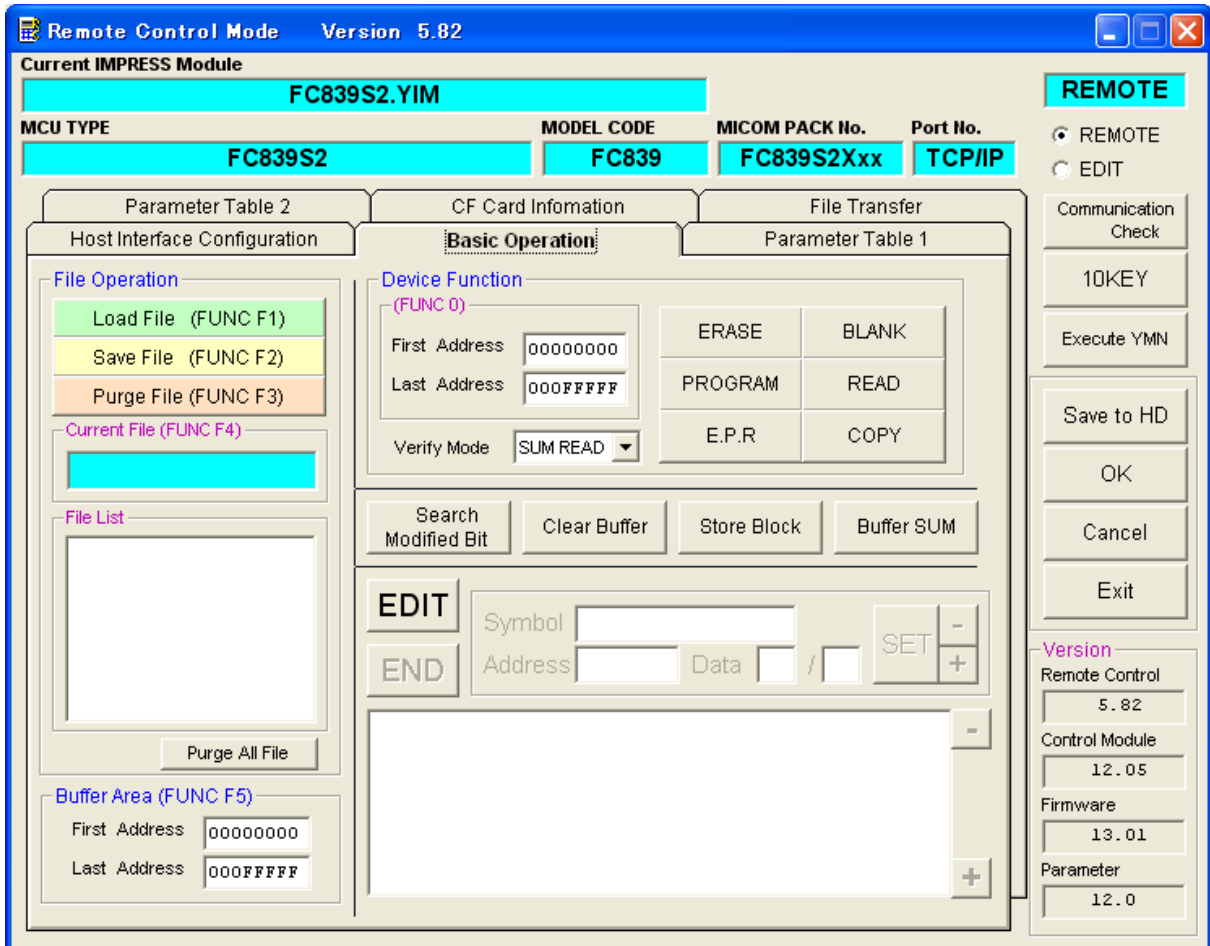 Remote Control Mode Version 5.82
Current IMPRESS Module
FC839S2.YIM
REMOTE
MCU TYPE MODEL CODE MICOM PACK No. Port No.
FC839S2 FC839 FC839S2Xxx TCP/IP
REMOTE
EDIT
Parameter Table 2 CF Card Infomation File Transfer
Host Interface Configuration Basic Operation Parameter Table 1
File Operation
Load File (FUNC F1)
Save File (FUNC F2)
Purge File (FUNC F3)
Current File (FUNC F4)
File List
Purge All File
Buffer Area (FUNC F5)
First Address 00000000
Last Address 000FFFFF
Device Function
(FUNC 0)
First Address 00000000
Last Address 000FFFFF
Verify Mode SUM READ
ERASE BLANK
PROGRAM READ
E.P.R COPY
Search
Modified Bit
Clear Buffer
Store Block
Buffer SUM
EDIT
END
Symbol
Address Data /
SET
-
+
-
+
Communication
Check
10KEY
Execute YMN
Save to HD
OK
Cancel
Exit
Version
Remote Control
5.82
Control Module
12.05
Firmware
13.01
Parameter
12.0